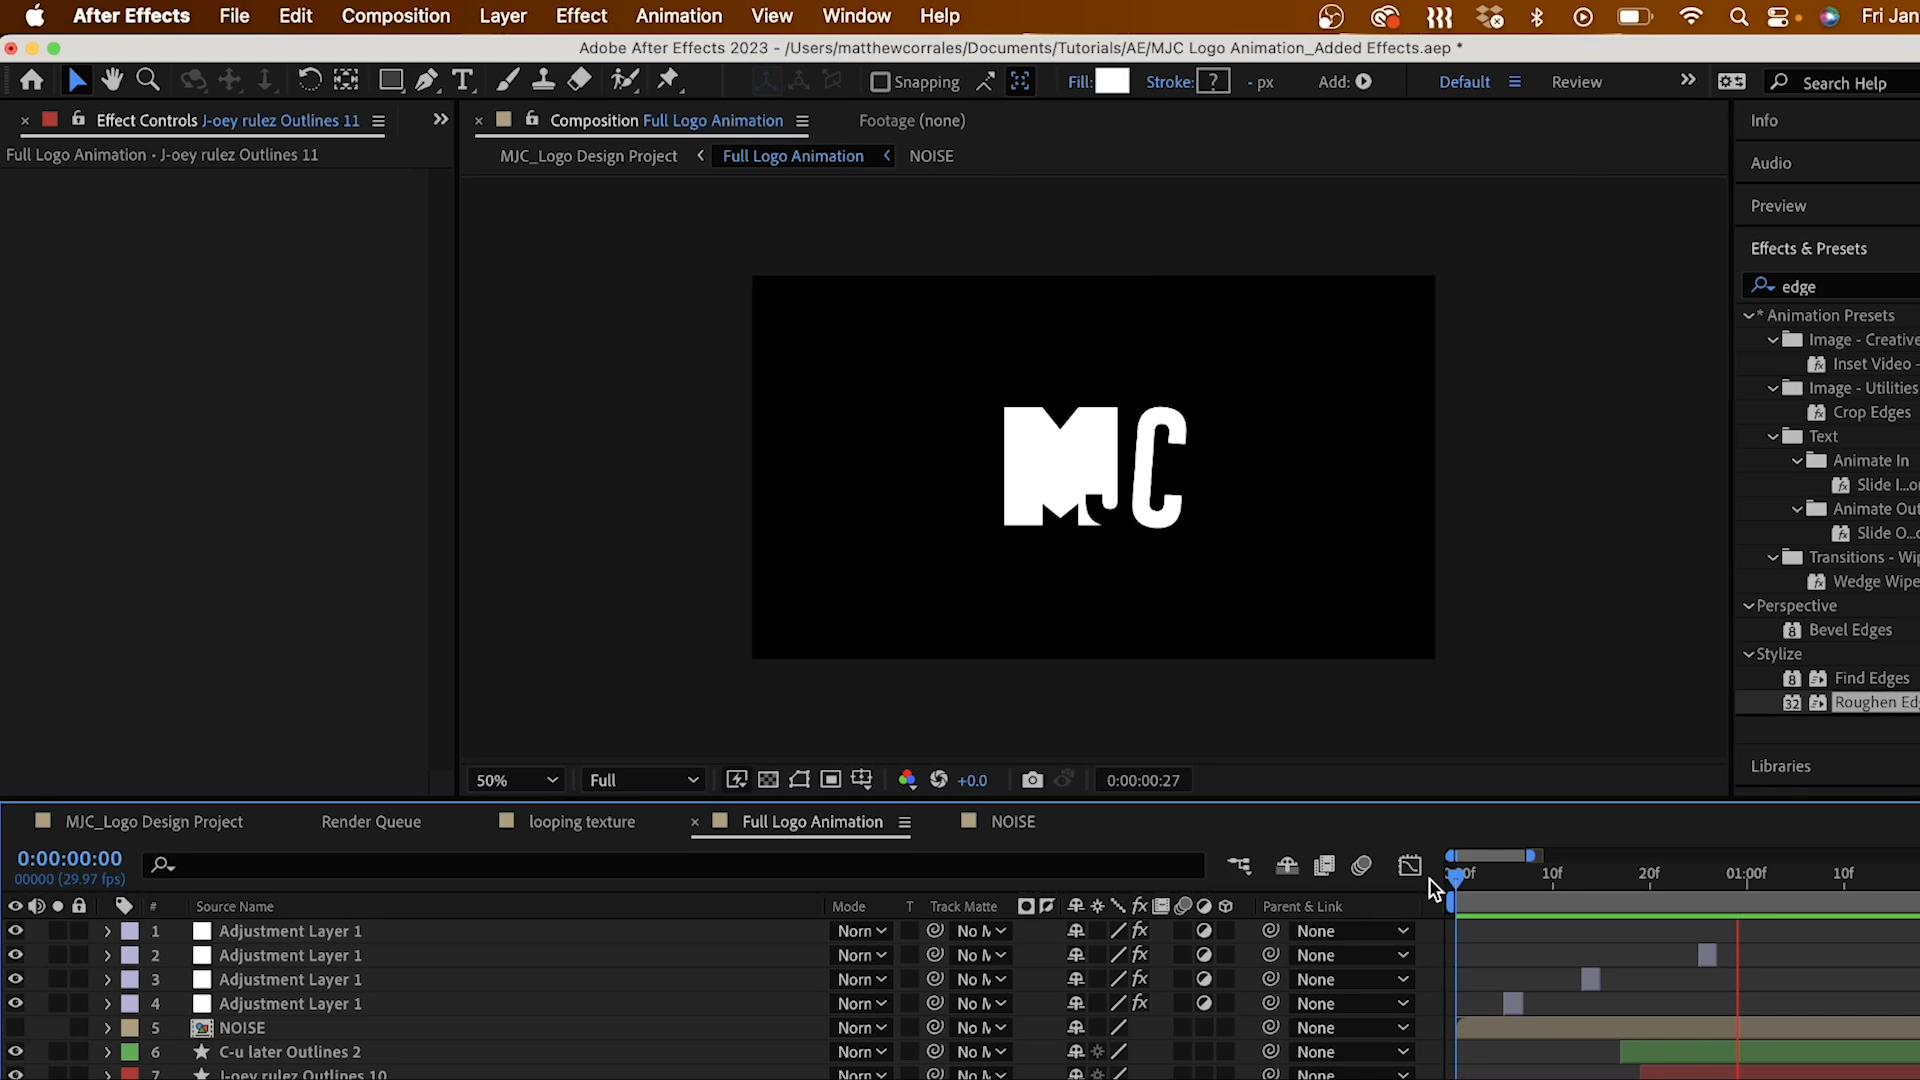 After Effects File Edit Composition Layer Effect Animation View Window Help Fri Jan
Adobe After Effects 2023 - /Users/matthewcorrales/Documents/Tutorials/AE/MJC Logo Animation_Added Effects.aep *
Snapping Fill: Stroke: ? - px Add: Default Review Search Help
Effect Controls J-oey rulez Outlines 11
Composition Full Logo Animation Footage (none)
Info
Full Logo Animation • J-oey rulez Outlines 11
MJC_Logo Design Project Full Logo Animation NOISE
Audio
Preview
Effects & Presets
edge
* Animation Presets
Image - Creative
Inset Video -
Image - Utilities
Crop Edges
Text
Animate In
Slide I...o
Animate Out
Slide O...
Transitions - Wip
Wedge Wipe
Perspective
Bevel Edges
Stylize
Find Edges
Roughen Ed
Libraries
MJC
50% Full +0.0 0:00:00:27
MJC_Logo Design Project Render Queue looping texture Full Logo Animation NOISE
0:00:00:00
00000 (29.97 fps)
10f 20f 01:00f 10f
# Source Name Mode T Track Matte fx Parent & Link
1 Adjustment Layer 1 Norn No fx None
2 Adjustment Layer 1 Norn No fx None
3 Adjustment Layer 1 Norn No fx None
4 Adjustment Layer 1 Norn No fx None
5 NOISE Norn No None
6 C-u later Outlines 2 Norn No None
7 J-oey rulez Outlines 10 Norn No None